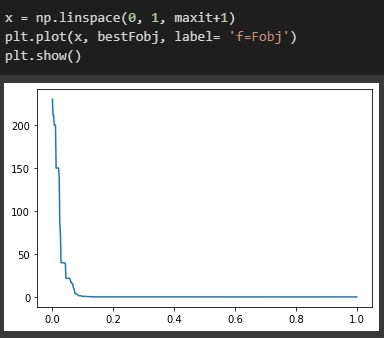 x = np.linspace(0, 1, maxit+1)
plt.plot(x, bestFobj, label= 'f=Fobj')
plt.show()
200
150
100
50
0
0.0 0.2 0.4 0.6 0.8 1.0